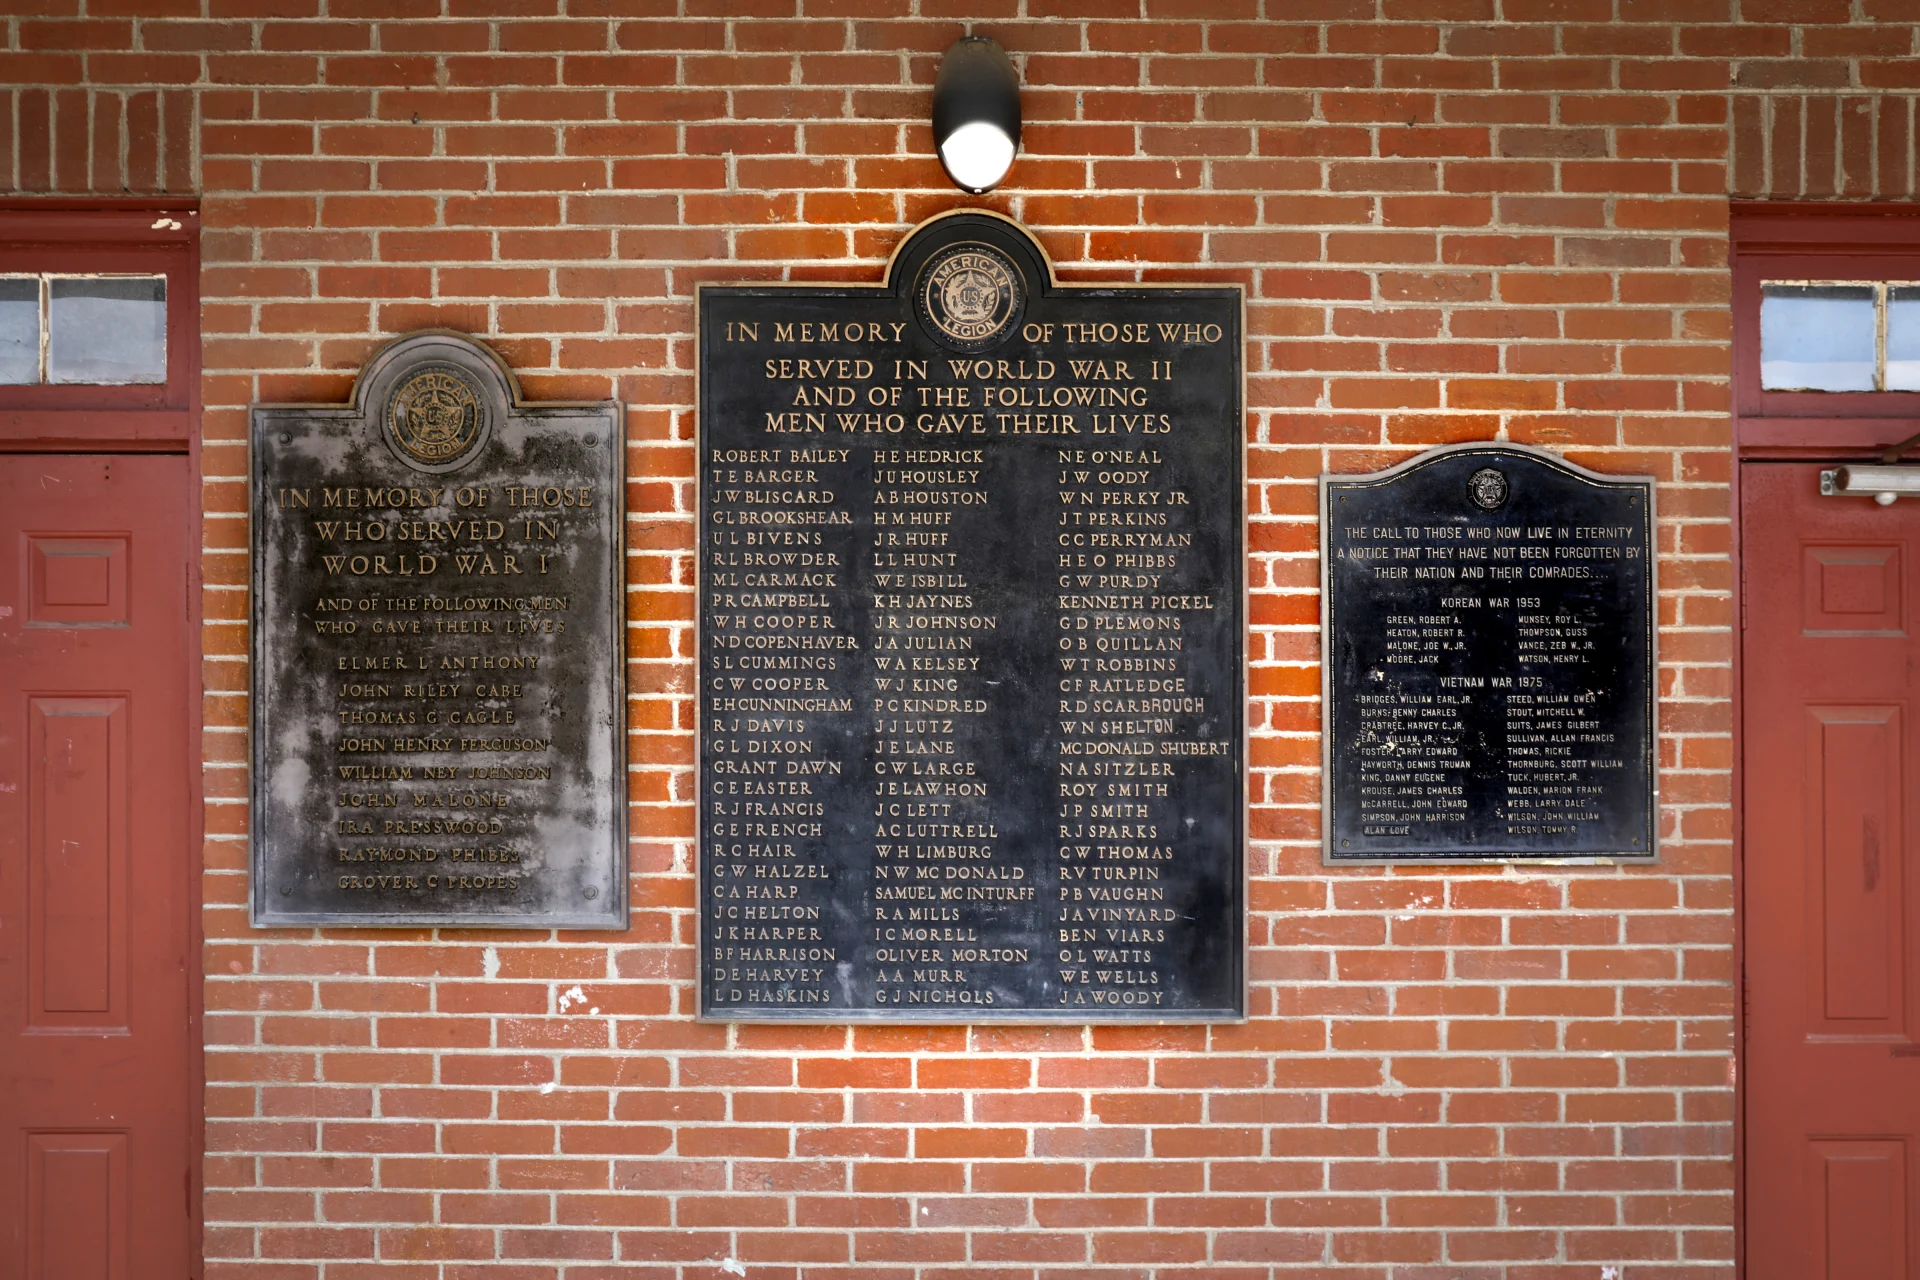 AMERICAN
U.S.
LEGION
IN MEMORY OF THOSE
WHO SERVED IN
WORLD WAR I
AND OF THE FOLLOWING MEN
WHO GAVE THEIR LIVES
ELMER L ANTHONY
JOHN RILEY CABE
THOMAS G CAGLE
JOHN HENRY FERGUSON
WILLIAM NEY JOHNSON
JOHN MALONE
IRA PRESSWOOD
RAYMOND PHIBBS
GROVER C PROPES
AMERICAN
US
LEGION
IN MEMORY OF THOSE WHO
SERVED IN WORLD WAR II
AND OF THE FOLLOWING
MEN WHO GAVE THEIR LIVES
ROBERT BAILEY
T E BARGER
J W BLISCARD
G L BROOKSHEAR
U L BIVENS
R L BROWDER
M L CARMACK
P R CAMPBELL
W H COOPER
N D COPENHAVER
S L CUMMINGS
C W COOPER
E H CUNNINGHAM
R J DAVIS
G L DIXON
GRANT DAWN
C E EASTER
R J FRANCIS
G E FRENCH
R C HAIR
G W HALZEL
C A HARP
J C HELTON
J K HARPER
B F HARRISON
D E HARVEY
L D HASKINS
H E HEDRICK
J U HOUSLEY
A B HOUSTON
H M HUFF
J R HUFF
L L HUNT
W E ISBILL
K H JAYNES
J R JOHNSON
J A JULIAN
W A KELSEY
W J KING
P C KINDRED
J J LUTZ
J E LANE
C W LARGE
J E LAWHON
J C LETT
A C LUTTRELL
W H LIMBURG
N W MC DONALD
SAMUEL MC INTURFF
R A MILLS
I C MORELL
OLIVER MORTON
A A MURR
G J NICHOLS
N E O'NEAL
J W OODY
W N PERKY JR
J T PERKINS
C C PERRYMAN
H E O PHIBBS
G W PURDY
KENNETH PICKEL
G D PLEMONS
O B QUILLAN
W T ROBBINS
C F RATLEDGE
R D SCARBROUGH
W N SHELTON
MC DONALD SHUBERT
N A SITZLER
ROY SMITH
J P SMITH
R J SPARKS
C W THOMAS
R V TURPIN
P B VAUGHN
J A VINYARD
BEN VIARS
O L WATTS
W E WELLS
J A WOODY
THE CALL TO THOSE WHO NOW LIVE IN ETERNITY
A NOTICE THAT THEY HAVE NOT BEEN FORGOTTEN BY
THEIR NATION AND THEIR COMRADES....
KOREAN WAR 1953
GREEN, ROBERT A.
HEATON, ROBERT R.
MALONE, JOE W., JR.
MOORE, JACK
MUNSEY, ROY L.
THOMPSON, GUSS
VANCE, ZEB W., JR.
WATSON, HENRY L.
VIETNAM WAR 1975
BRIDGES, WILLIAM EARL, JR.
BURNS, BENNY CHARLES
CRABTREE, HARVEY C., JR.
EARL, WILLIAM, JR.
FOSTER, LARRY EDWARD
HAYWORTH, DENNIS TRUMAN
KING, DANNY EUGENE
KROUSE, JAMES CHARLES
McCARRELL, JOHN EDWARD
SIMPSON, JOHN HARRISON
ALAN LOVE
STEED, WILLIAM OWEN
STOUT, MITCHELL W.
SUITS, JAMES GILBERT
SULLIVAN, ALLAN FRANCIS
THOMAS, RICKIE
THORNBURG, SCOTT WILLIAM
TUCK, HUBERT, JR.
WALDEN, MARION FRANK
WEBB, LARRY DALE
WILSON, JOHN WILLIAM
WILSON, TOMMY R.